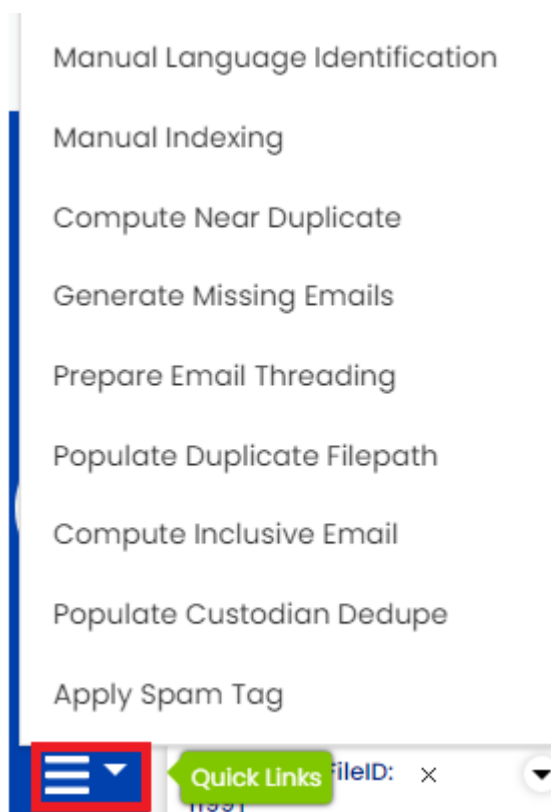 Manual Language Identification
Manual Indexing
Compute Near Duplicate
Generate Missing Emails
Prepare Email Threading
Populate Duplicate Filepath
Compute Inclusive Email
Populate Custodian Dedupe
Apply Spam Tag
Quick Links FileID: ×